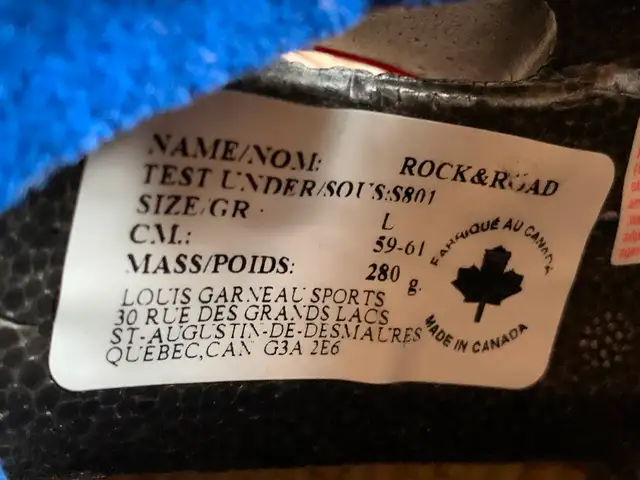 NAME/NOM: ROCK&ROAD
TEST UNDER/SOUS:S801
SIZE/GR L
CM.: 59-61
MASS/POIDS: 280 g.
LOUIS GARNEAU SPORTS
30 RUE DES GRANDS LACS
ST-AUGUSTIN-DE-DESMAURES
QUEBEC,CAN G3A 2E6
FABRIQUÉ AU CANADA
MADE IN CANADA